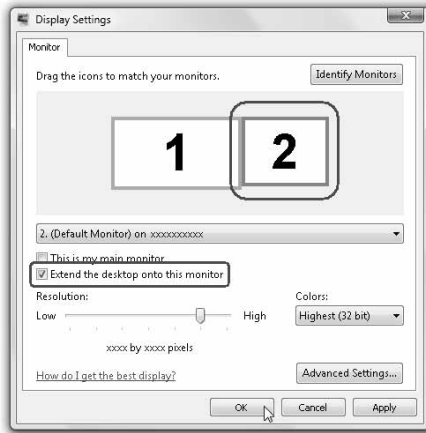 Display Settings
Monitor
Drag the icons to match your monitors.
Identify Monitors
1
2
2. (Default Monitor) on xxxxxxxxxx
This is my main monitor
Extend the desktop onto this monitor
Resolution:
Colors:
Low
High
Highest (32 bit)
xxxx by xxxx pixels
How do I get the best display?
Advanced Settings...
OK
Cancel
Apply